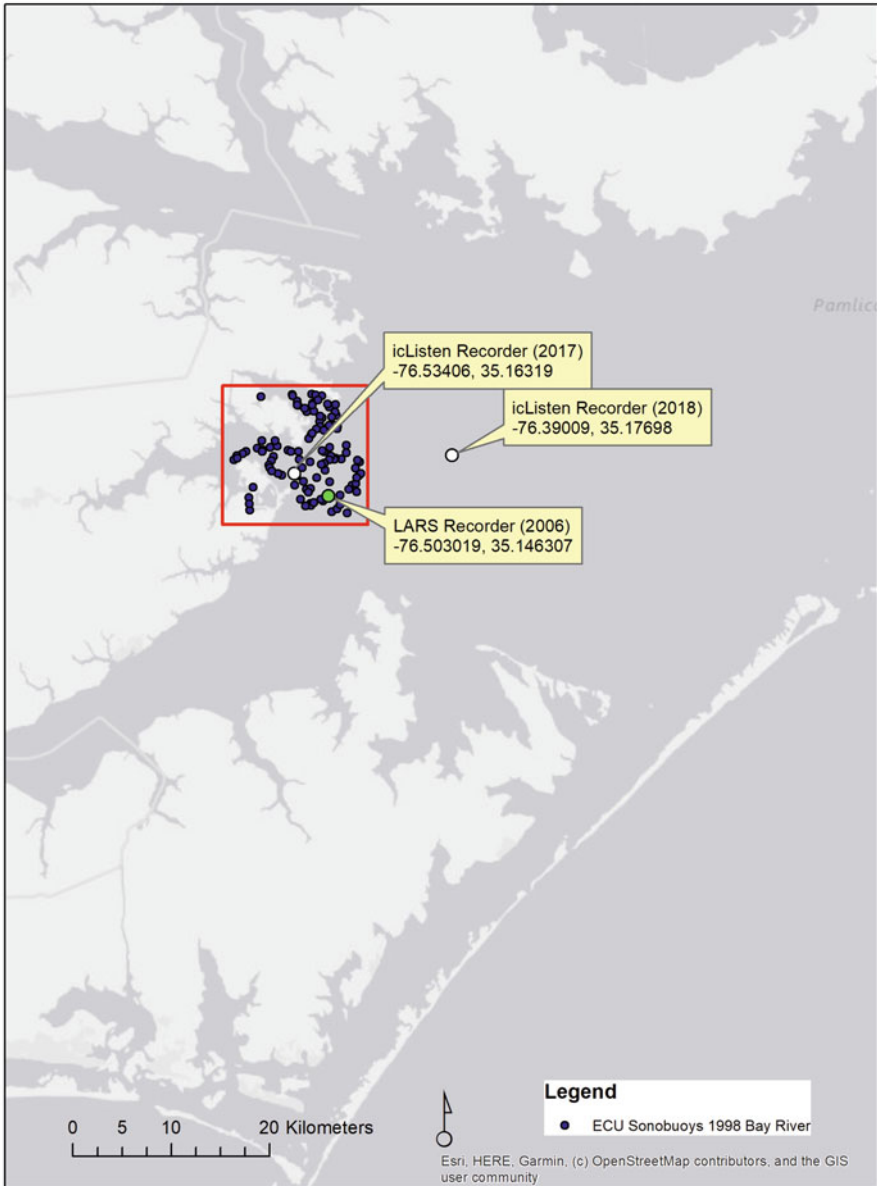 Pamlico
icListen Recorder (2017)
-76.53406, 35.16319
icListen Recorder (2018)
-76.39009, 35.17698
LARS Recorder (2006)
-76.503019, 35.146307
Legend
ECU Sonobuoys 1998 Bay River
0 5 10 20 Kilometers
Esri, HERE, Garmin, (c) OpenStreetMap contributors, and the GIS
user community